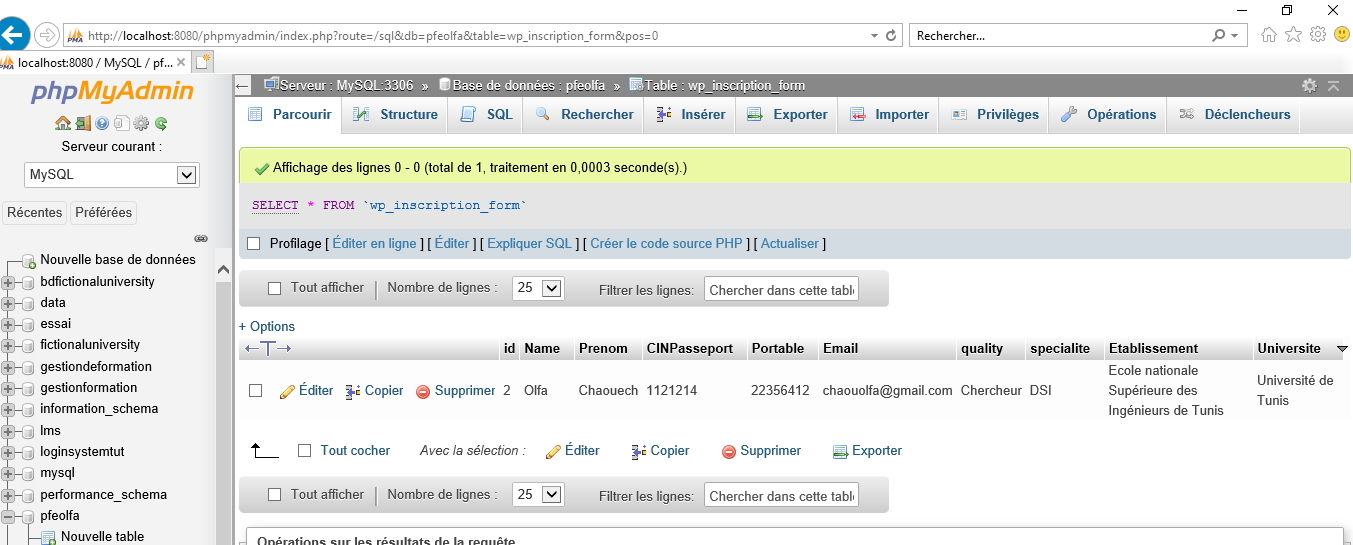 http://localhost:8080/phpmyadmin/index.php?route=/sql&db=pfeolfa&table=wp_inscription_form&pos=0
Rechercher...
localhost:8080 / MySQL / pf...
phpMyAdmin
Serveur courant :
MySQL
Récentes
Préférées
Nouvelle base de données
bdfictionaluniversity
data
essai
fictionaluniversity
gestiondeformation
gestionformation
information_schema
lms
loginsystemtut
mysql
performance_schema
pfeolfa
Nouvelle table
Serveur : MySQL:3306 » Base de données : pfeolfa » Table : wp_inscription_form
Parcourir Structure SQL Rechercher Insérer Exporter Importer Privilèges Opérations Déclencheurs
Affichage des lignes 0 - 0 (total de 1, traitement en 0,0003 seconde(s).)
SELECT * FROM `wp_inscription_form`
Profilage [ Éditer en ligne ] [ Éditer ] [ Expliquer SQL ] [ Créer le code source PHP ] [ Actualiser ]
Tout afficher | Nombre de lignes : 25 Filtrer les lignes: Chercher dans cette tabl
+ Options
id Name Prenom CINPasseport Portable Email quality specialite Etablissement Universite
Éditer Copier Supprimer 2 Olfa Chaouech 1121214 22356412 chaouolfa@gmail.com Chercheur DSI
Ecole nationale
Supérieure des
Ingénieurs de Tunis
Université de
Tunis
Tout cocher Avec la sélection : Éditer Copier Supprimer Exporter
Tout afficher | Nombre de lignes : 25 Filtrer les lignes: Chercher dans cette tabl
Opérations sur les résultats de la requête